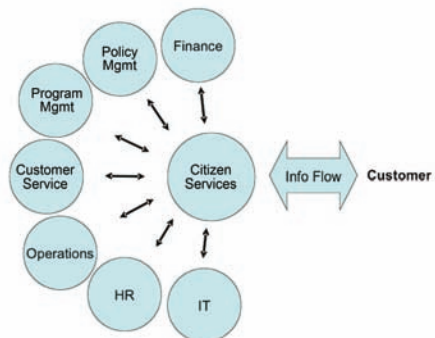 Finance
Policy
Mgmt
Program
Mgmt
Customer
Service
Citizen
Services
Info Flow
Customer
Operations
HR
IT